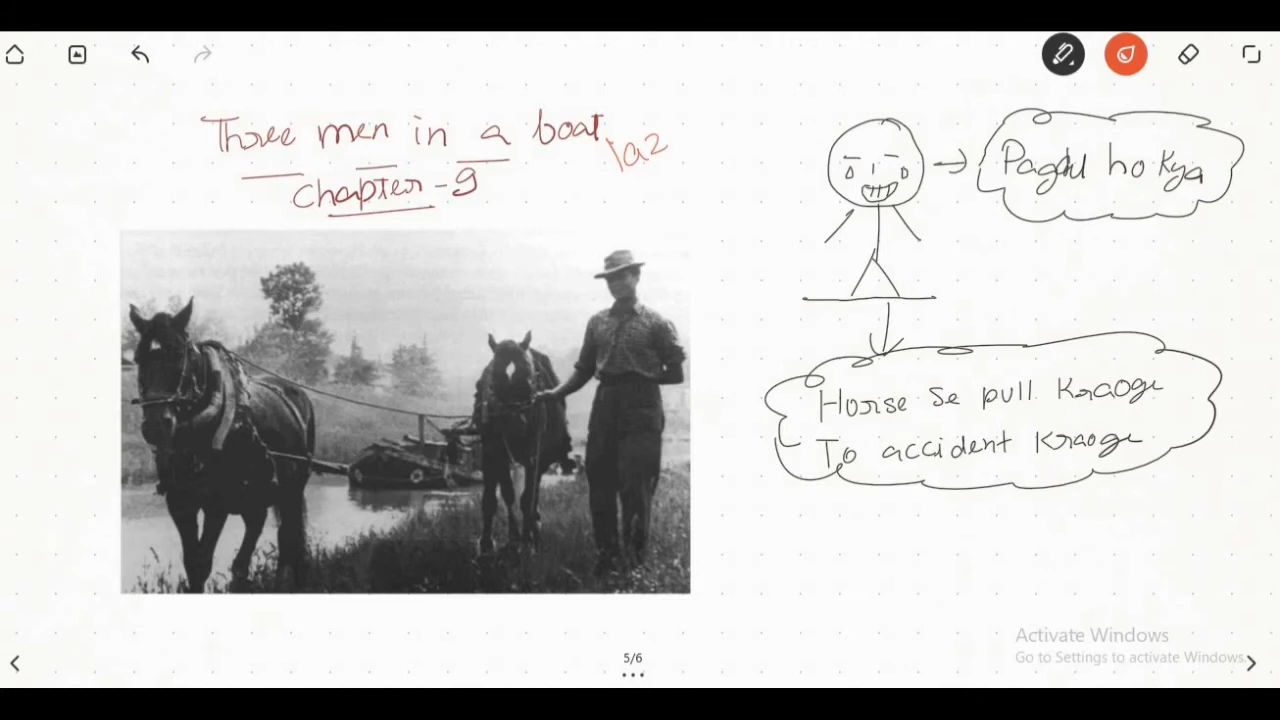 Three men in a boat
Chapter - 9
Pagal ho Kya
Horse se pull Kraoge
To accident Kraoge
5/6
Activate Windows
Go to Settings to activate Windows.